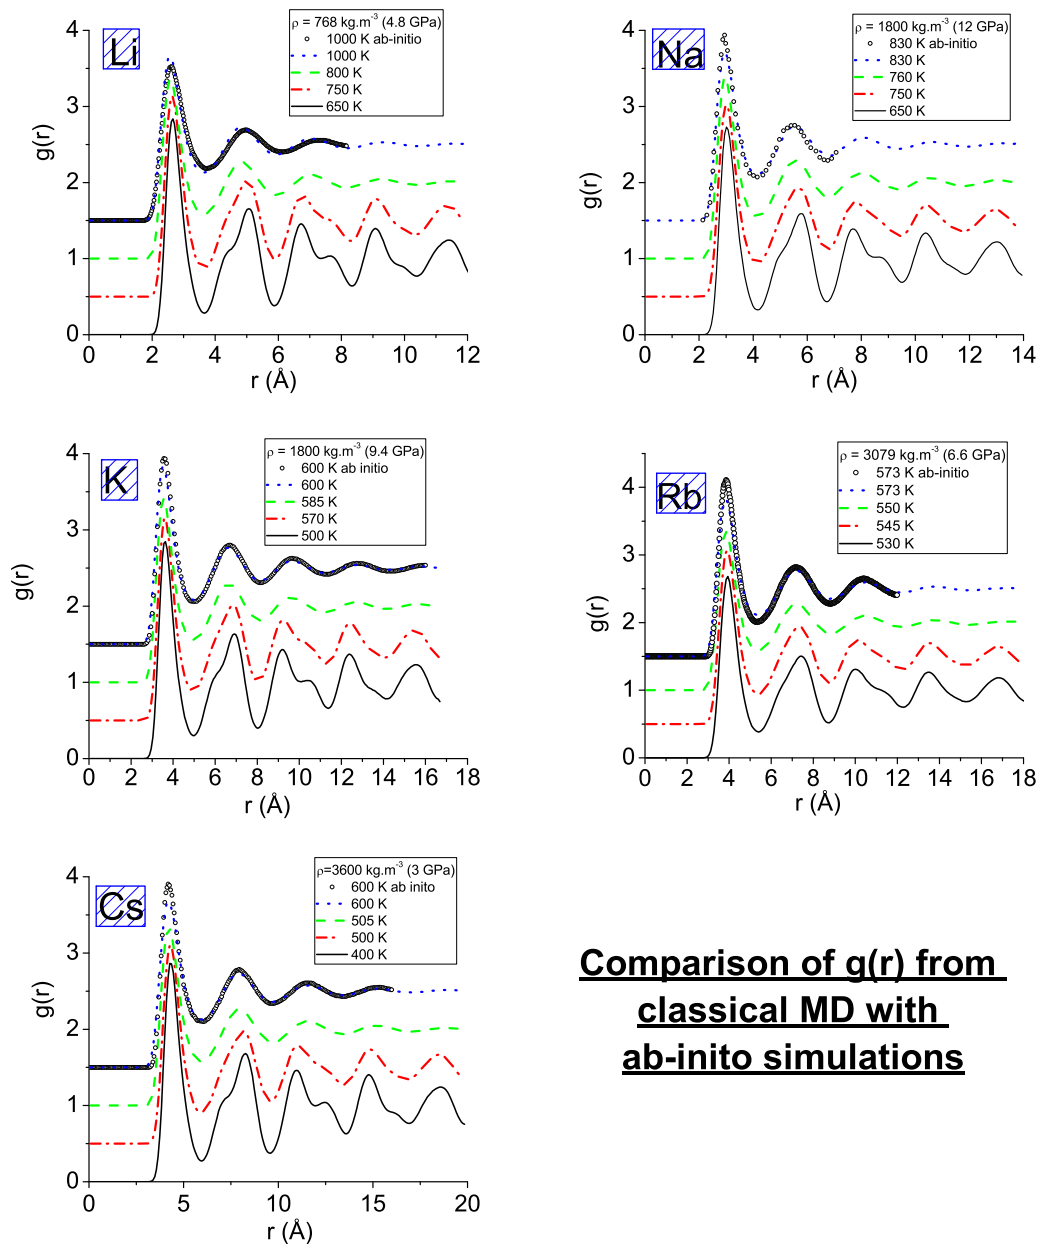 Li
ρ = 768 kg.m⁻³ (4.8 GPa)
1000 K ab-initio
1000 K
800 K
750 K
650 K
g(r)
4
3
2
1
0
0 2 4 6 8 10 12
r (Å)
Na
ρ = 1800 kg.m⁻³ (12 GPa)
830 K ab-initio
830 K
760 K
750 K
650 K
g(r)
4
3
2
1
0
0 2 4 6 8 10 12 14
r (Å)
K
ρ = 1800 kg.m⁻³ (9.4 GPa)
600 K ab initio
600 K
585 K
570 K
500 K
g(r)
4
3
2
1
0
0 2 4 6 8 10 12 14 16 18
r (Å)
Rb
ρ = 3079 kg.m⁻³ (6.6 GPa)
573 K ab-initio
573 K
550 K
545 K
530 K
g(r)
4
3
2
1
0
0 2 4 6 8 10 12 14 16 18
r (Å)
Cs
ρ=3600 kg.m⁻³ (3 GPa)
600 K ab inito
600 K
505 K
500 K
400 K
g(r)
4
3
2
1
0
0 5 10 15 20
r (Å)
Comparison of g(r) from
classical MD with
ab-inito simulations